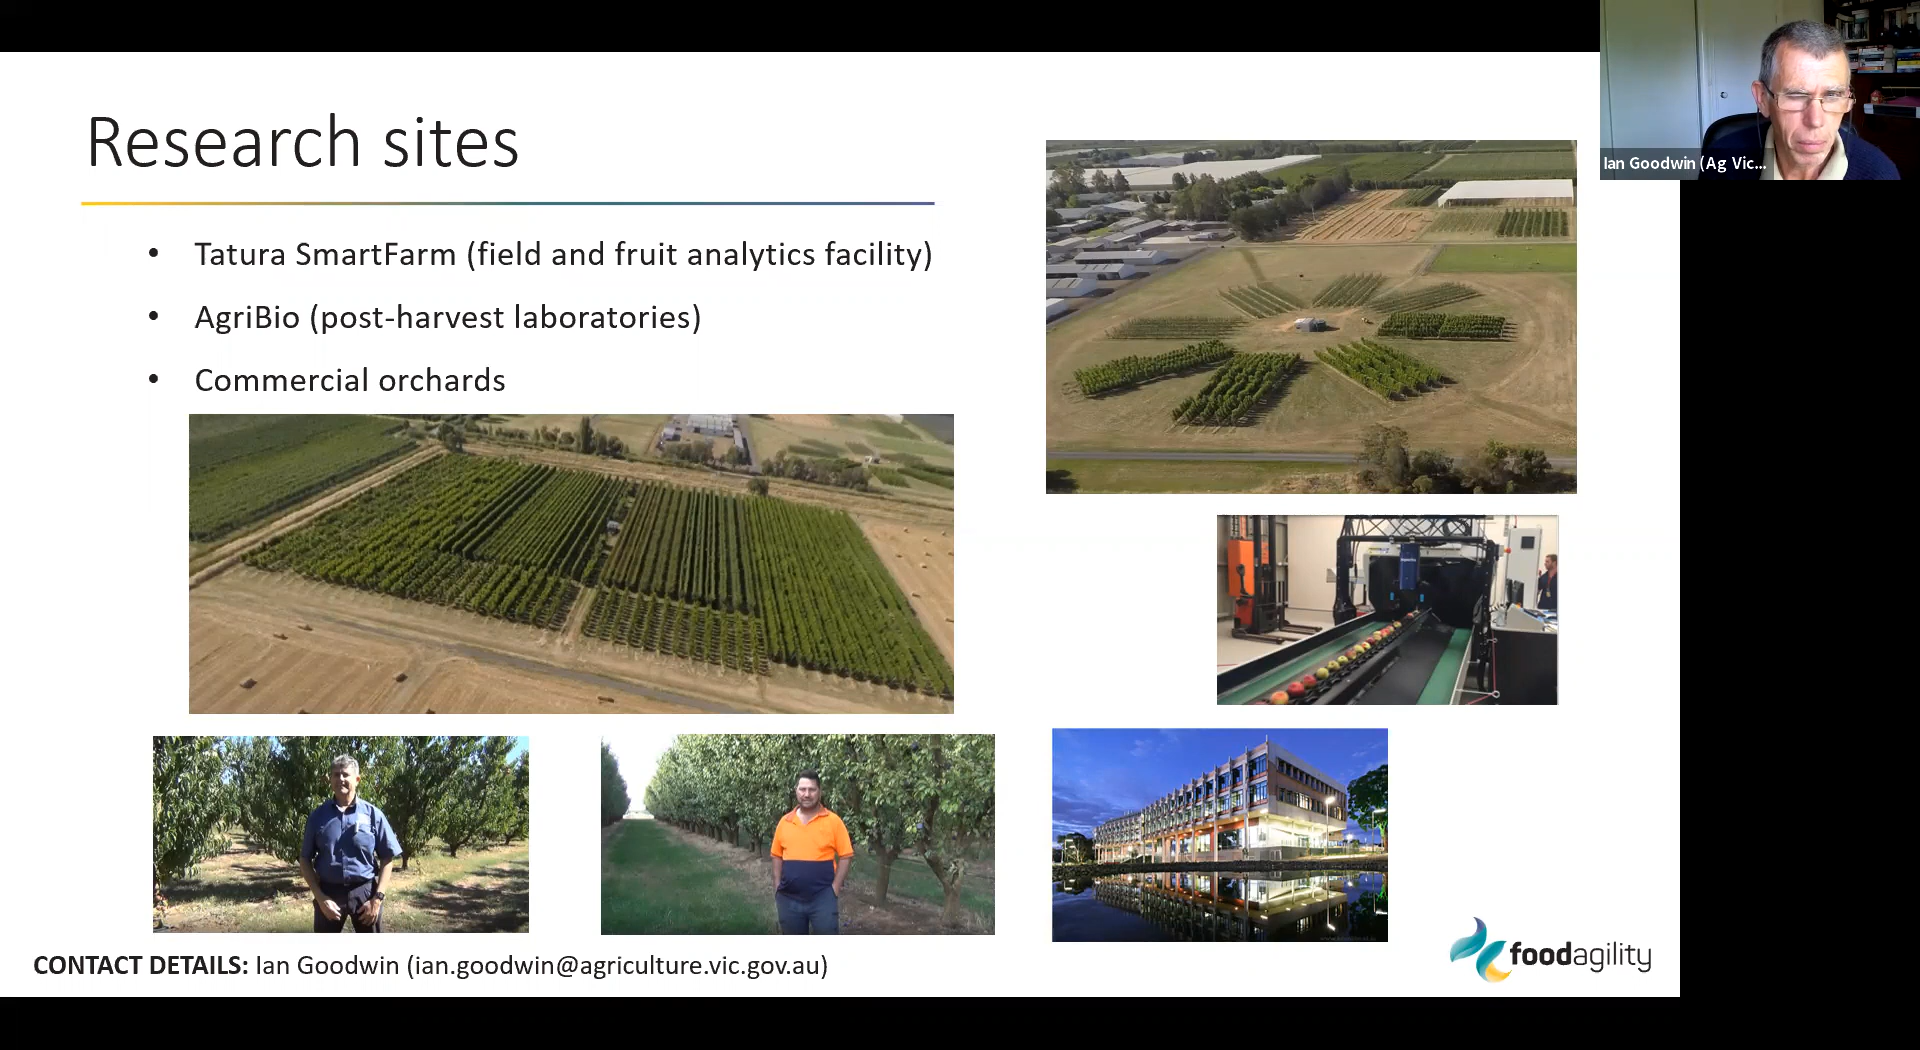 Research sites
• Tatura SmartFarm (field and fruit analytics facility)
• AgriBio (post-harvest laboratories)
• Commercial orchards
CONTACT DETAILS: Ian Goodwin (ian.goodwin@agriculture.vic.gov.au)
foodagility
Ian Goodwin (Ag Vic...